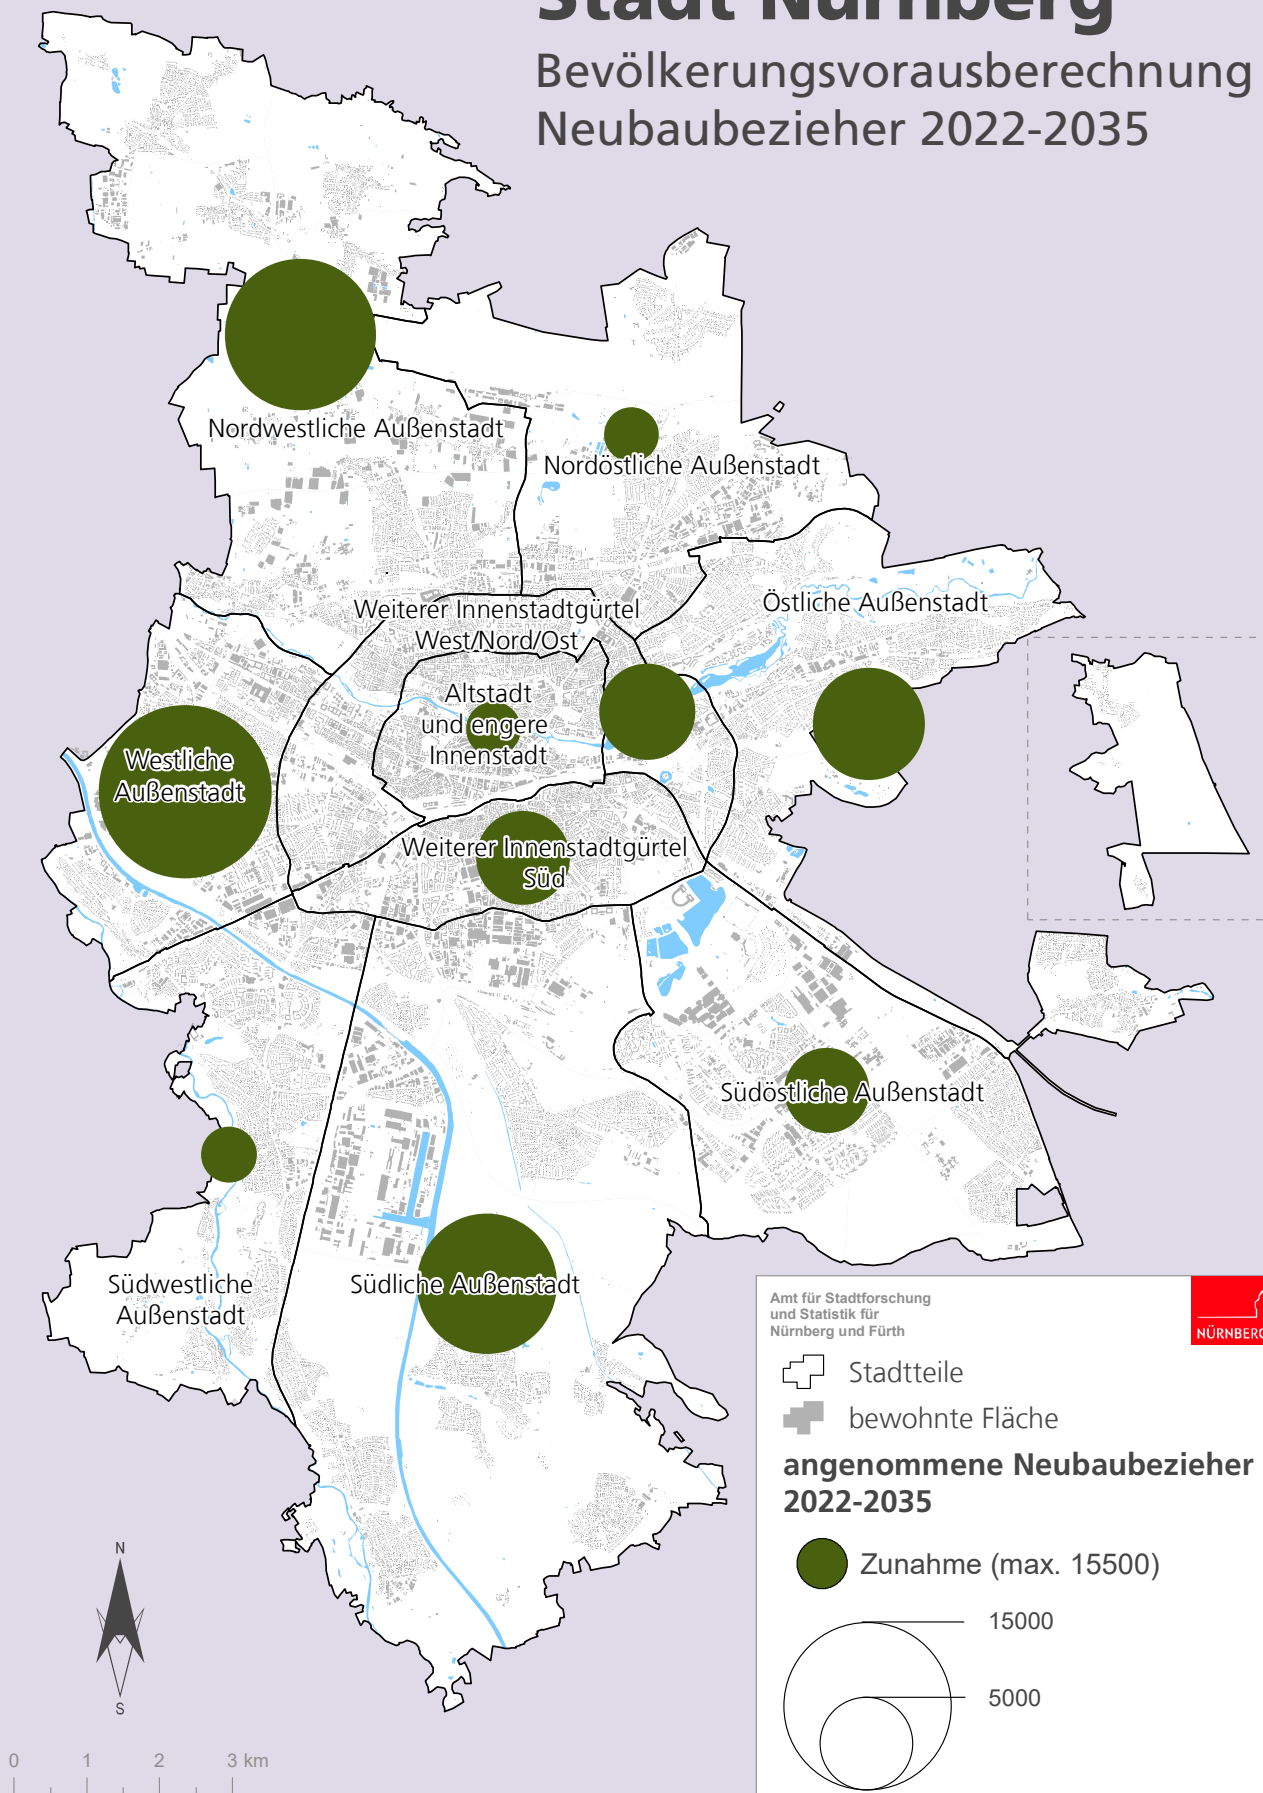 Stadt Nürnberg
Bevölkerungsvorausberechnung
Neubaubezieher 2022-2035
Nordwestliche Außenstadt
Nordöstliche Außenstadt
Weiterer Innenstadtgürtel
West/Nord/Ost
Östliche Außenstadt
Altstadt
und engere
Innenstadt
Westliche
Außenstadt
Weiterer Innenstadtgürtel
Süd
Südöstliche Außenstadt
Südwestliche
Außenstadt
Südliche Außenstadt
Amt für Stadtforschung
und Statistik für
Nürnberg und Fürth
NÜRNBERG
Stadtteile
bewohnte Fläche
angenommene Neubaubezieher
2022-2035
Zunahme (max. 15500)
15000
5000
N
S
0 1 2 3 km